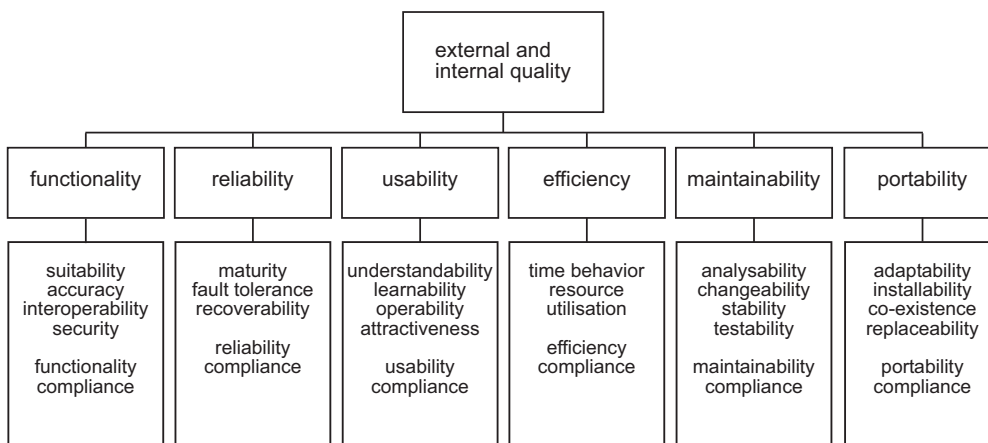 external and
internal quality
functionality
reliability
usability
efficiency
maintainability
portability
suitability
accuracy
interoperability
security
functionality
compliance
maturity
fault tolerance
recoverability
reliability
compliance
understandability
learnability
operability
attractiveness
usability
compliance
time behavior
resource
utilisation
efficiency
compliance
analysability
changeability
stability
testability
maintainability
compliance
adaptability
installability
co-existence
replaceability
portability
compliance